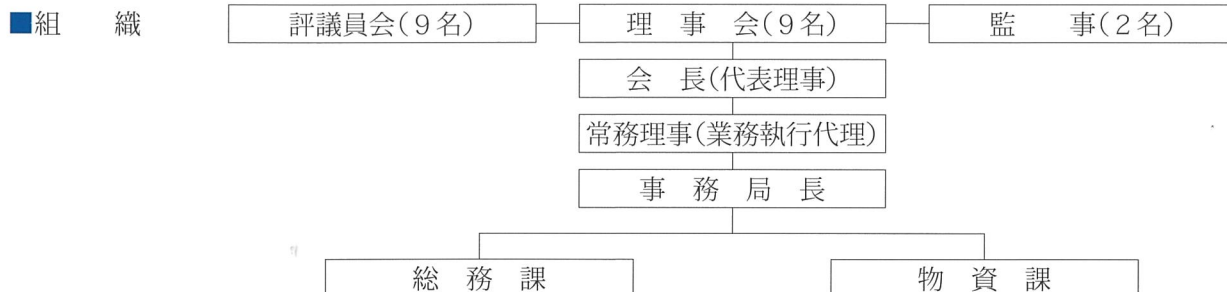 ■組　織　評議員会(９名)　理　事　会(９名)　監　　事(２名)
会　長(代表理事)
常務理事(業務執行代理)
事　務　局　長
総　務　課　物　資　課